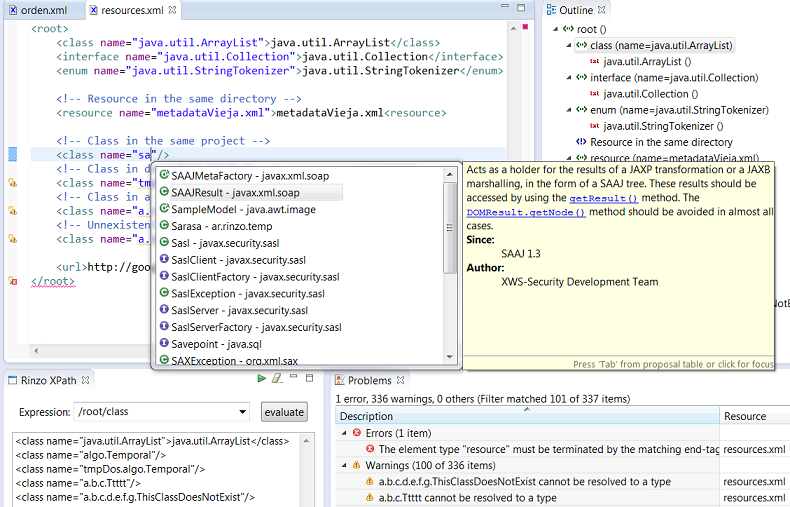 orden.xml
resources.xml
<root>
<class name="java.util.ArrayList">java.util.ArrayList</class>
<interface name="java.util.Collection">java.util.Collection</interface>
<enum name="java.util.StringTokenizer">java.util.StringTokenizer</enum>
<!-- Resource in the same directory -->
<resource name="metadataVieja.xml">metadataVieja.xml<resource>
<!-- Class in the same project -->
<class name="sa"/>
<!-- Class in d
<class name="tm
<!-- Class in a
<class name="a.
<!-- Unnexisten
<class name="a.
<url>http://goo
</root>
SAAJMetaFactory - javax.xml.soap
SAAJResult - javax.xml.soap
SampleModel - java.awt.image
Sarasa - ar.rinzo.temp
Sasl - javax.security.sasl
SaslClient - javax.security.sasl
SaslClientFactory - javax.security.sasl
SaslException - javax.security.sasl
SaslServer - javax.security.sasl
SaslServerFactory - javax.security.sasl
Savepoint - java.sql
SAXException - org.xml.sax
Acts as a holder for the results of a JAXP transformation or a JAXB
marshalling, in the form of a SAAJ tree. These results should be
accessed by using the getResult() method. The
DOMResult.getNode() method should be avoided in almost all
cases.
Since:
SAAJ 1.3
Author:
XWS-Security Development Team
Press 'Tab' from proposal table or click for focus
Outline
root ()
class (name=java.util.ArrayList)
java.util.ArrayList ()
interface (name=java.util.Collection)
java.util.Collection ()
enum (name=java.util.StringTokenizer)
java.util.StringTokenizer ()
Resource in the same directory
resource (name=metadataVieja.xml)
Rinzo XPath
Expression:
/root/class
evaluate
<class name="java.util.ArrayList">java.util.ArrayList</class>
<class name="algo.Temporal"/>
<class name="tmpDos.algo.Temporal"/>
<class name="a.b.c.Ttttt"/>
<class name="a.b.c.d.e.f.g.ThisClassDoesNotExist"/>
Problems
1 error, 336 warnings, 0 others (Filter matched 101 of 337 items)
Description
Resource
Errors (1 item)
The element type "resource" must be terminated by the matching end-tag
resources.xml
Warnings (100 of 336 items)
a.b.c.d.e.f.g.ThisClassDoesNotExist cannot be resolved to a type
resources.xml
a.b.c.Ttttt cannot be resolved to a type
resources.xml